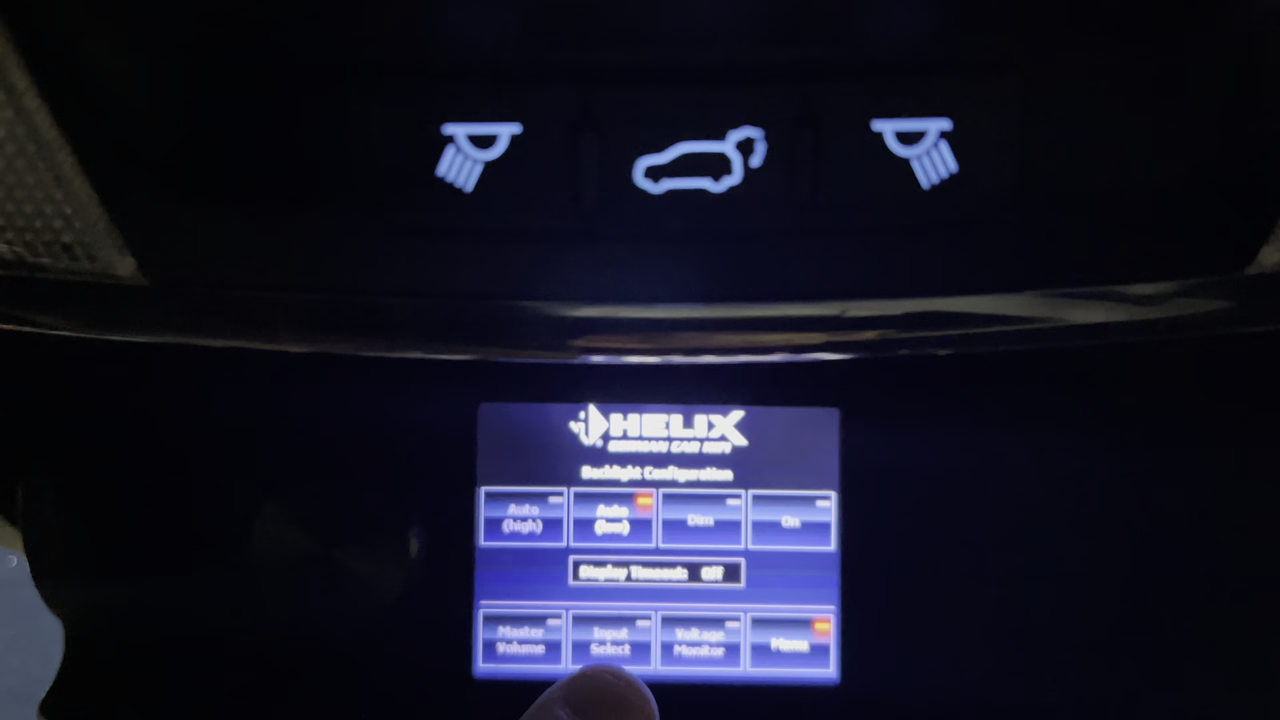 HELIX
GERMAN CAR HIFI
Backlight Configuration
Auto (high)
Auto (low)
Dim
On
Display Timeout: Off
Master Volume
Input Select
Voltage Monitor
Menu